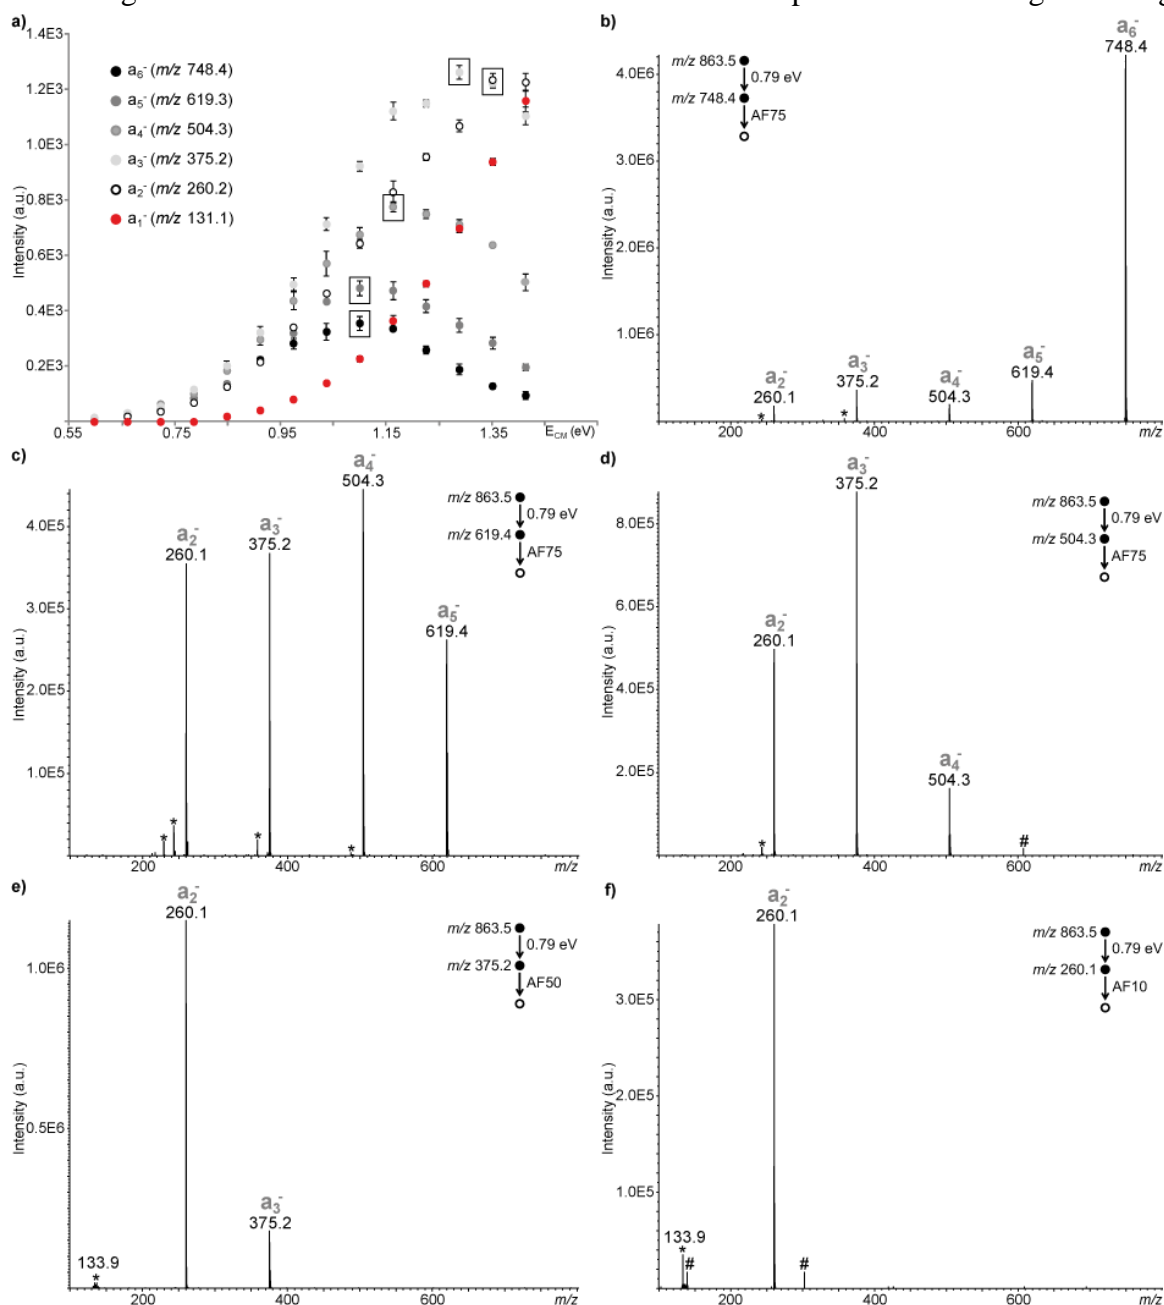 a)
1.4E3
1.2E3
1.0E3
0.8E3
0.6E3
0.4E3
0.2E3
Intensity (a.u.)
a6- (m/z 748.4)
a5- (m/z 619.3)
a4- (m/z 504.3)
a3- (m/z 375.2)
a2- (m/z 260.2)
a1- (m/z 131.1)
0.55 0.75 0.95 1.15 1.35 ECM (eV)
b)
a6-
748.4
m/z 863.5
0.79 eV
m/z 748.4
AF75
4.0E6
3.0E6
2.0E6
1.0E6
Intensity (a.u.)
a5-
619.4
a3-
375.2
a2-
260.1
a4-
504.3
* *
200 400 600 m/z
c)
a4-
504.3
m/z 863.5
0.79 eV
m/z 619.4
AF75
4.0E5
3.0E5
2.0E5
1.0E5
Intensity (a.u.)
a2-
260.1
a3-
375.2
a5-
619.4
* * * *
200 400 600 m/z
d)
a3-
375.2
m/z 863.5
0.79 eV
m/z 504.3
AF75
8.0E5
6.0E5
4.0E5
2.0E5
Intensity (a.u.)
a2-
260.1
a4-
504.3
* #
200 400 600 m/z
e)
a2-
260.1
m/z 863.5
0.79 eV
m/z 375.2
AF50
1.0E6
0.5E6
Intensity (a.u.)
a3-
375.2
133.9
*
200 400 600 m/z
f)
a2-
260.1
m/z 863.5
0.79 eV
m/z 260.1
AF10
3.0E5
2.0E5
1.0E5
Intensity (a.u.)
133.9
* # #
200 400 600 m/z